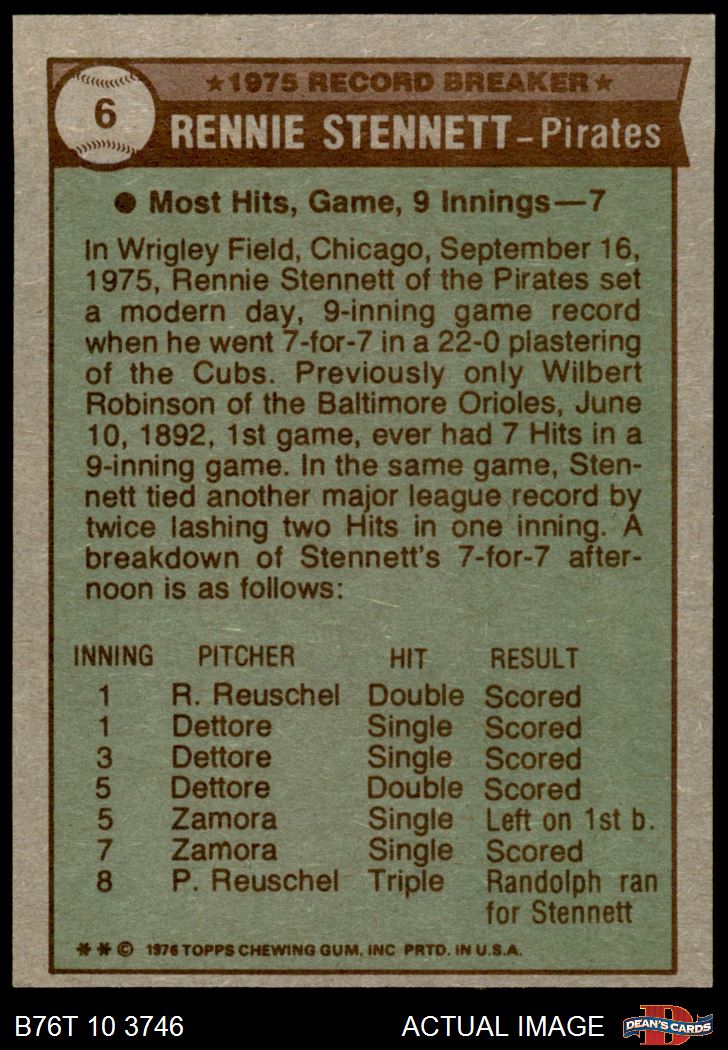 ★1975 RECORD BREAKER★
6
RENNIE STENNETT–Pirates
● Most Hits, Game, 9 Innings—7
In Wrigley Field, Chicago, September 16,
1975, Rennie Stennett of the Pirates set
a modern day, 9-inning game record
when he went 7-for-7 in a 22-0 plastering
of the Cubs. Previously only Wilbert
Robinson of the Baltimore Orioles, June
10, 1892, 1st game, ever had 7 Hits in a
9-inning game. In the same game, Sten-
nett tied another major league record by
twice lashing two Hits in one inning. A
breakdown of Stennett's 7-for-7 after-
noon is as follows:
INNING PITCHER HIT RESULT
1 R. Reuschel Double Scored
1 Dettore Single Scored
3 Dettore Single Scored
5 Dettore Double Scored
5 Zamora Single Left on 1st b.
7 Zamora Single Scored
8 P. Reuschel Triple Randolph ran
for Stennett
✱ ✱ © 1976 TOPPS CHEWING GUM, INC PRTD. IN U.S.A.
B76T 10 3746 ACTUAL IMAGE D DEAN'S CARDS